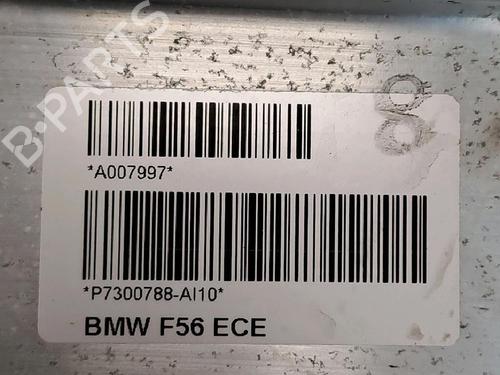 B-PARTS
*A007997*
*P7300788-AI10*
BMW F56 ECE